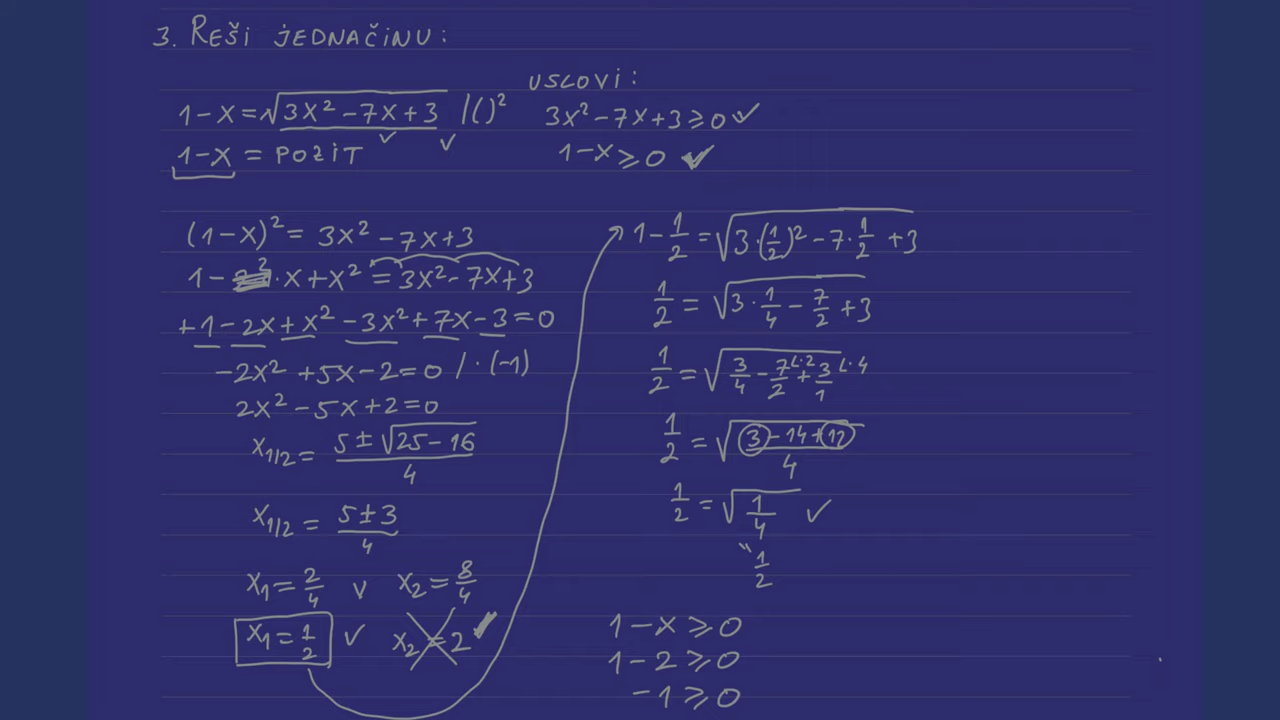 3. REŠI JEDNAČINU:
USLOVI:
1-X=√(3X²-7X+3) /()²
3X²-7X+3≥0 ✓
1-X = POZIT ✓ ✓
1-X≥0 ✓
(1-X)² = 3X²-7X+3
1-2·X+X² = 3X²-7X+3
+1-2X+X²-3X²+7X-3=0
-2X²+5X-2=0 /·(-1)
2X²-5X+2=0
X1/2 = (5±√(25-16))/4
X1/2 = (5±3)/4
X1=2/4 V X2=8/4
X1=1/2 ✓ X2=2 ✓
1-1/2=√(3·(1/2)²-7·1/2+3)
1/2=√(3·1/4-7/2+3)
1/2=√(3/4-7/2 (·2+3/1 (·4)
1/2=√((3-14+12)/4)
1/2=√(1/4) ✓
" 1/2
1-X≥0
1-2≥0
-1≥0